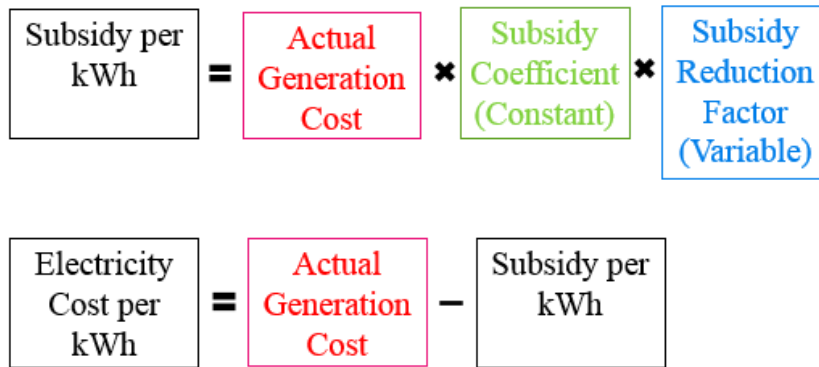 Subsidy per
kWh
=
Actual
Generation
Cost
×
Subsidy
Coefficient
(Constant)
×
Subsidy
Reduction
Factor
(Variable)
Electricity
Cost per
kWh
=
Actual
Generation
Cost
−
Subsidy per
kWh